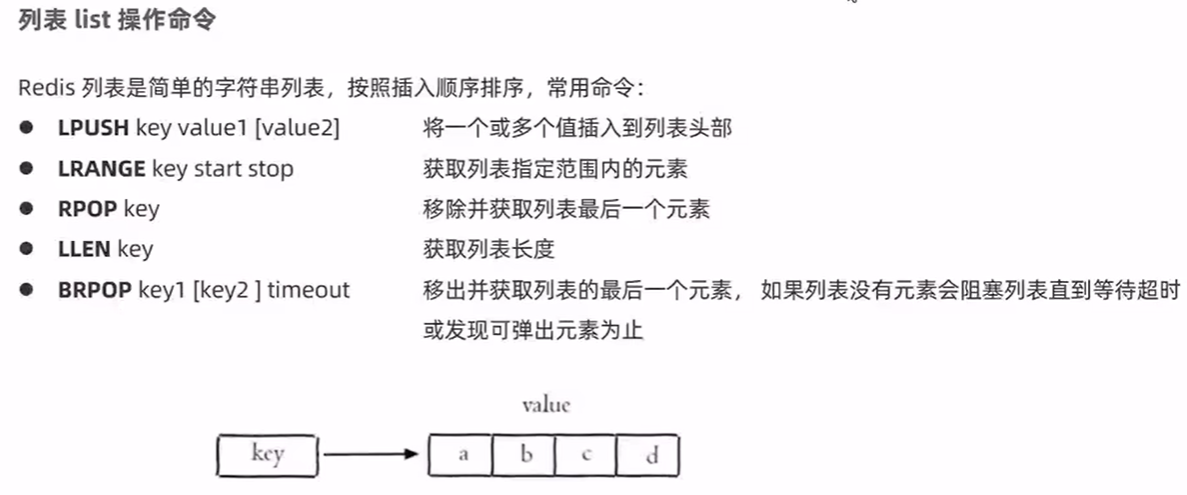 列表 list 操作命令
Redis 列表是简单的字符串列表，按照插入顺序排序，常用命令：
● LPUSH key value1 [value2] 将一个或多个值插入到列表头部
● LRANGE key start stop 获取列表指定范围内的元素
● RPOP key 移除并获取列表最后一个元素
● LLEN key 获取列表长度
● BRPOP key1 [key2 ] timeout 移出并获取列表的最后一个元素， 如果列表没有元素会阻塞列表直到等待超时
或发现可弹出元素为止
value
key a b c d